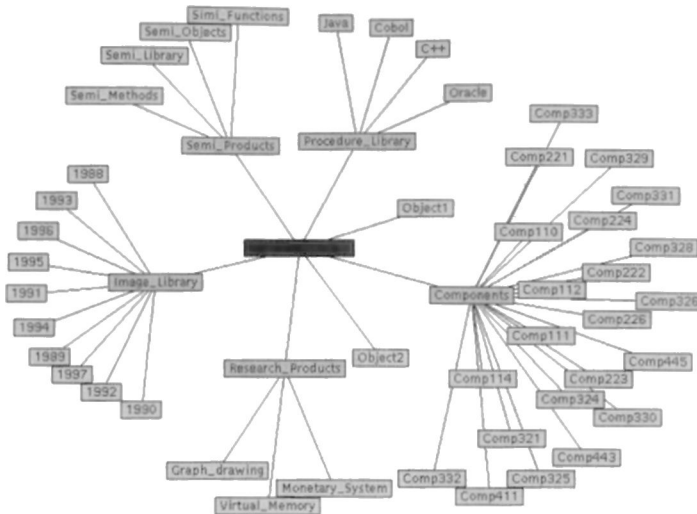 Simi_Functions
Semi_Objects
Semi_Library
Semi_Methods
Semi_Products
Java
Cobol
C++
Oracle
Procedure_Library
Object1
Comp333
Comp221
Comp329
Comp331
Comp224
Comp110
Comp328
Comp222
Comp112
Comp326
Comp226
Components
Comp111
Comp445
Comp223
Comp114
Comp324
Comp330
Comp321
Comp443
Comp332
Comp325
Comp411
1988
1993
1996
1995
1991
1994
1989
1997
1992
1990
Image_Library
Object2
Research_Products
Graph_drawing
Monetary_System
Virtual_Memory